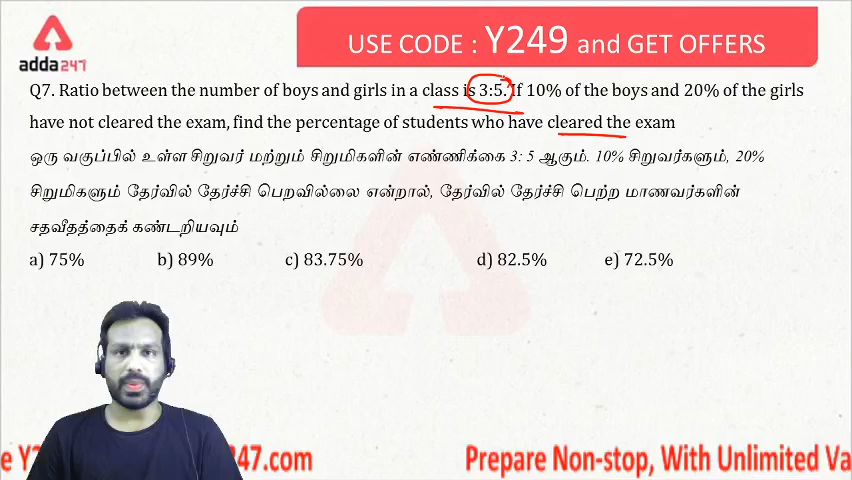 USE CODE : Y249 and GET OFFERS
adda247
Q7. Ratio between the number of boys and girls in a class is 3:5. If 10% of the boys and 20% of the girls
have not cleared the exam, find the percentage of students who have cleared the exam
ஒரு வகுப்பில் உள்ள சிறுவர் மற்றும் சிறுமிகளின் எண்ணிக்கை 3: 5 ஆகும். 10% சிறுவர்களும், 20%
சிறுமிகளும் தேர்வில் தேர்ச்சி பெறவில்லை என்றால், தேர்வில் தேர்ச்சி பெற்ற மாணவர்களின்
சதவீதத்தைக் கண்டறியவும்
a) 75% b) 89% c) 83.75% d) 82.5% e) 72.5%
e Y 247.com Prepare Non-stop, With Unlimited Va